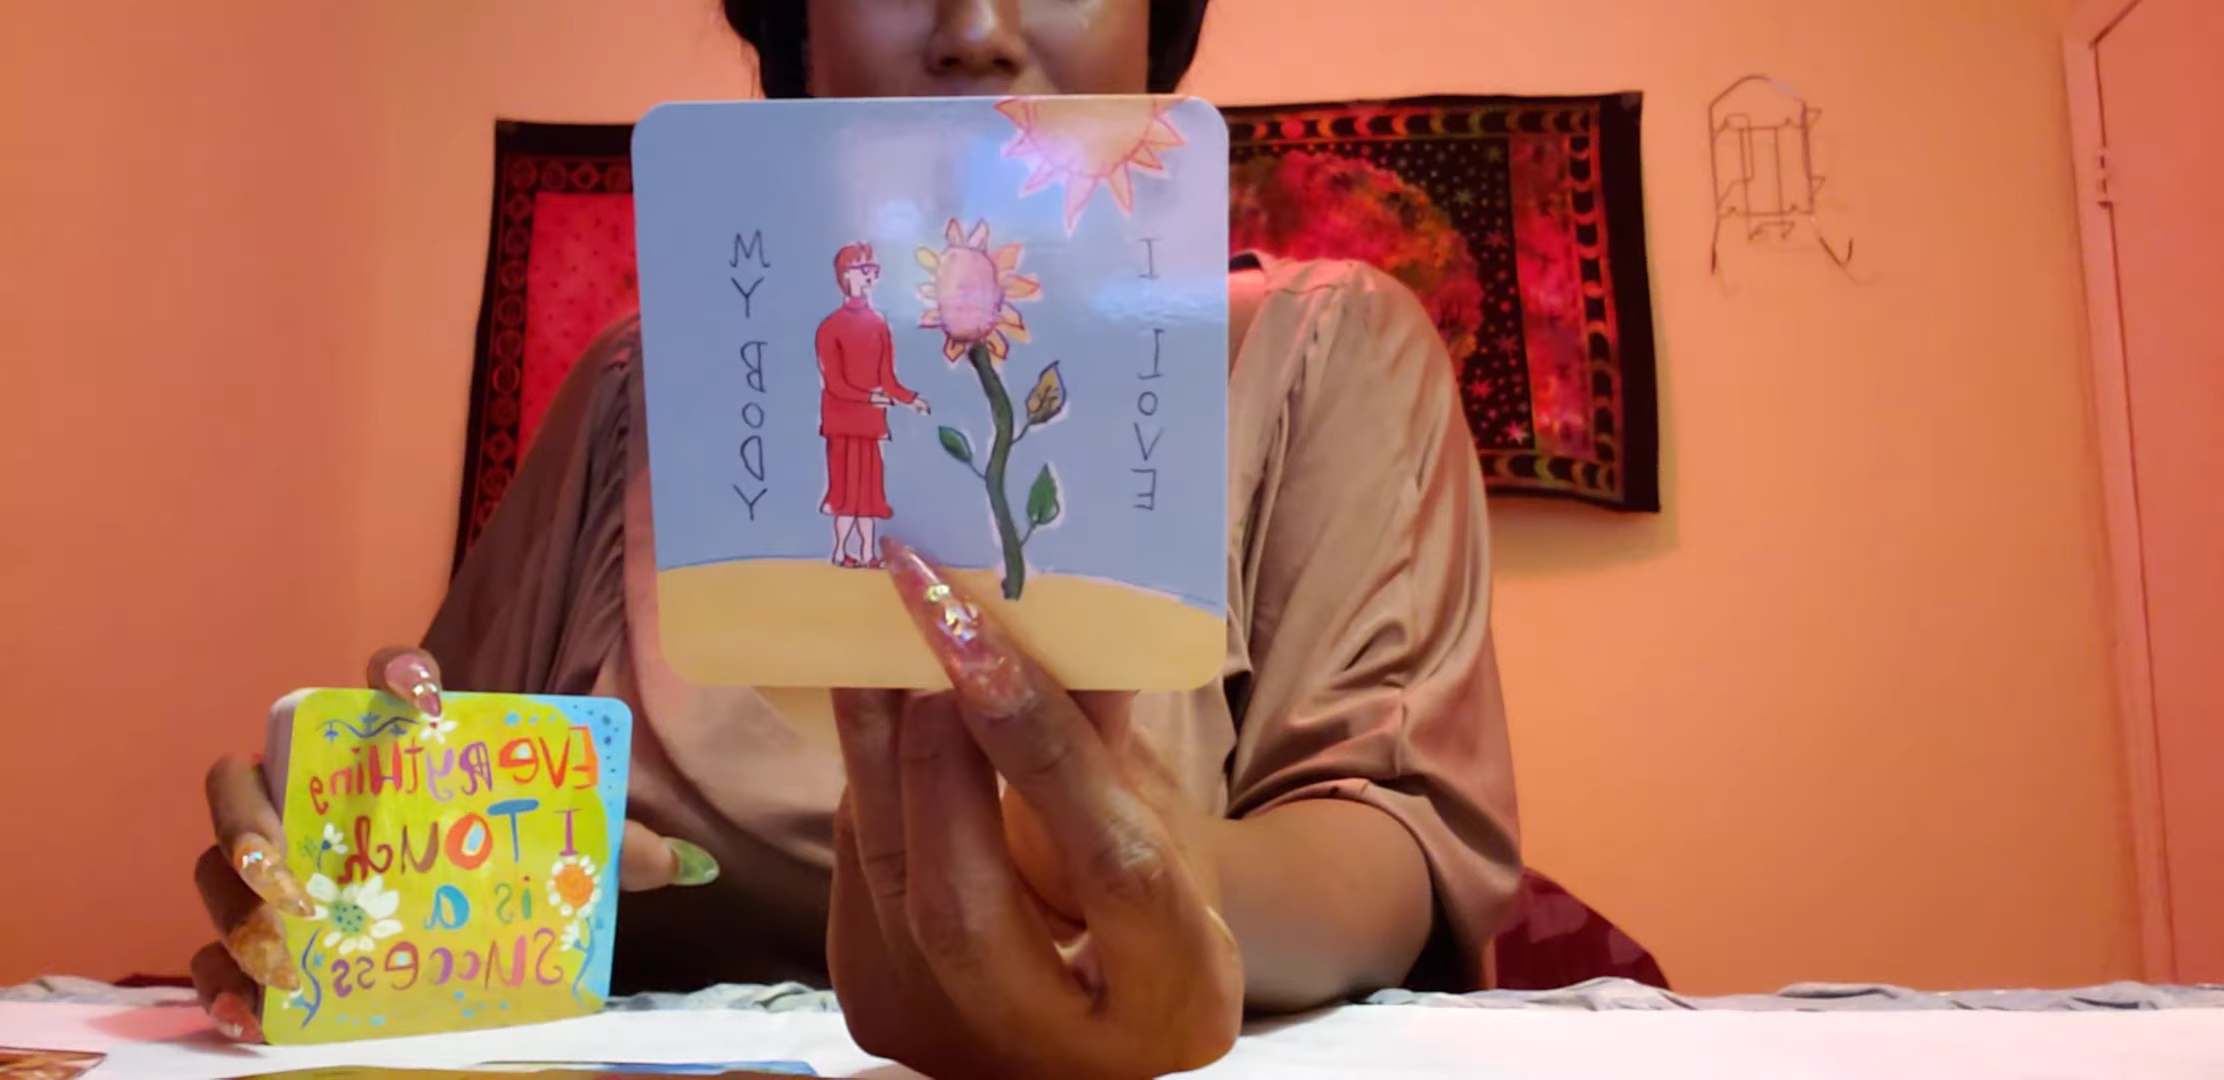 I LOVE
MY BODY
EVERYtHing
I TOUch
is a
SUccess